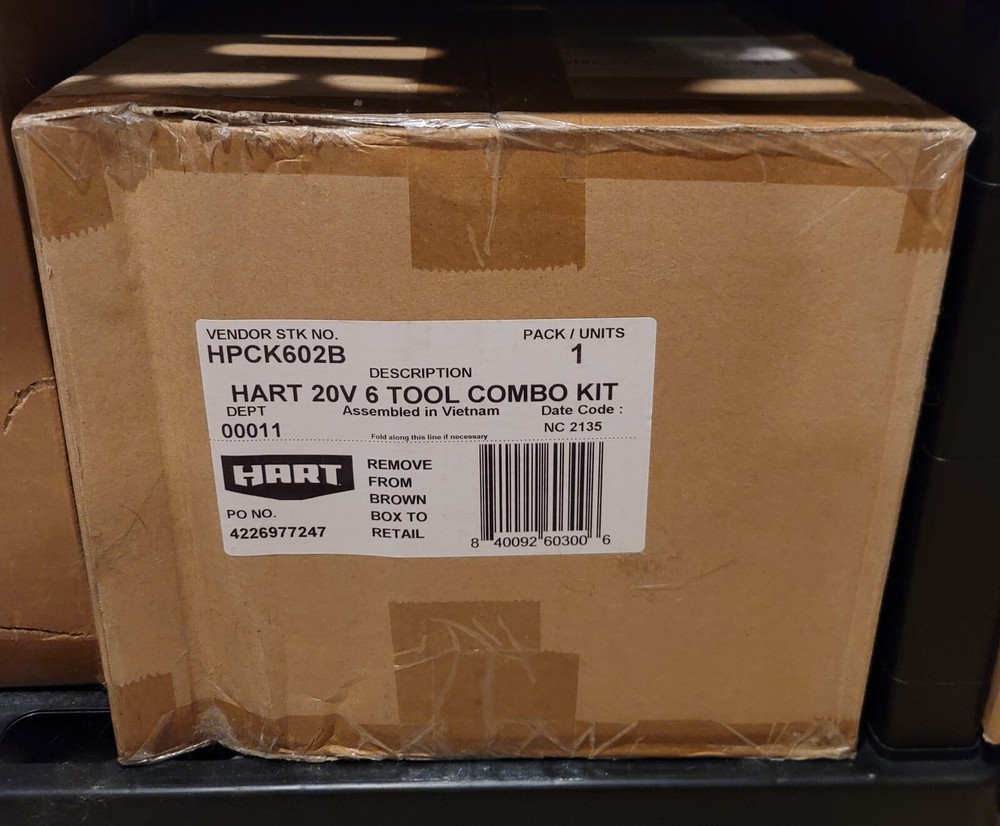 VENDOR STK NO.
PACK / UNITS
HPCK602B
1
DESCRIPTION
HART 20V 6 TOOL COMBO KIT
DEPT
Assembled in Vietnam
Date Code :
00011
NC 2135
Fold along this line if necessary
HART
REMOVE
FROM
BROWN
BOX TO
RETAIL
PO NO.
4226977247
8 40092 60300 6